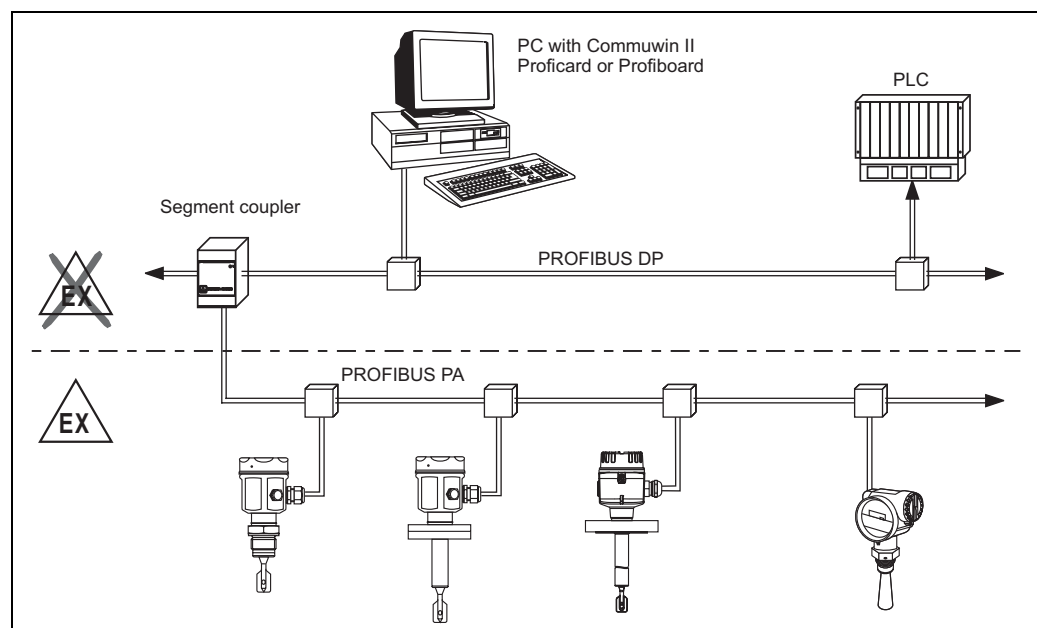 PC with Commuwin II
Proficard or Profiboard
PLC
Segment coupler
PROFIBUS DP
EX
PROFIBUS PA
EX